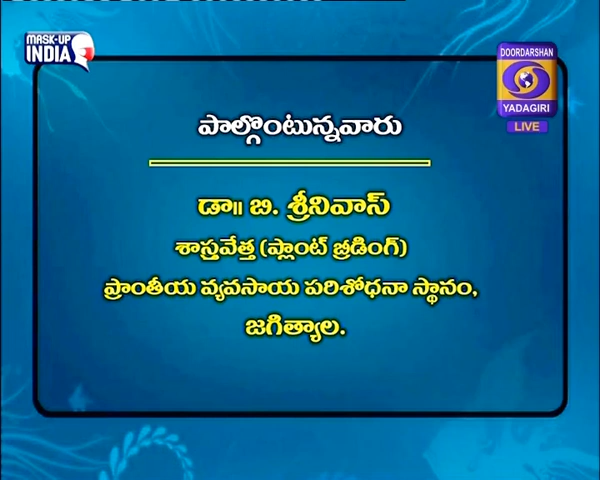 MASK-UP
INDIA
DOORDARSHAN
YADAGIRI
LIVE
పాల్గొంటున్నవారు
డా॥ బి. శ్రీనివాస్
శాస్త్రవేత్త (ప్లాంట్ బ్రీడింగ్)
ప్రాంతీయ వ్యవసాయ పరిశోధనా స్థానం,
జగిత్యాల.